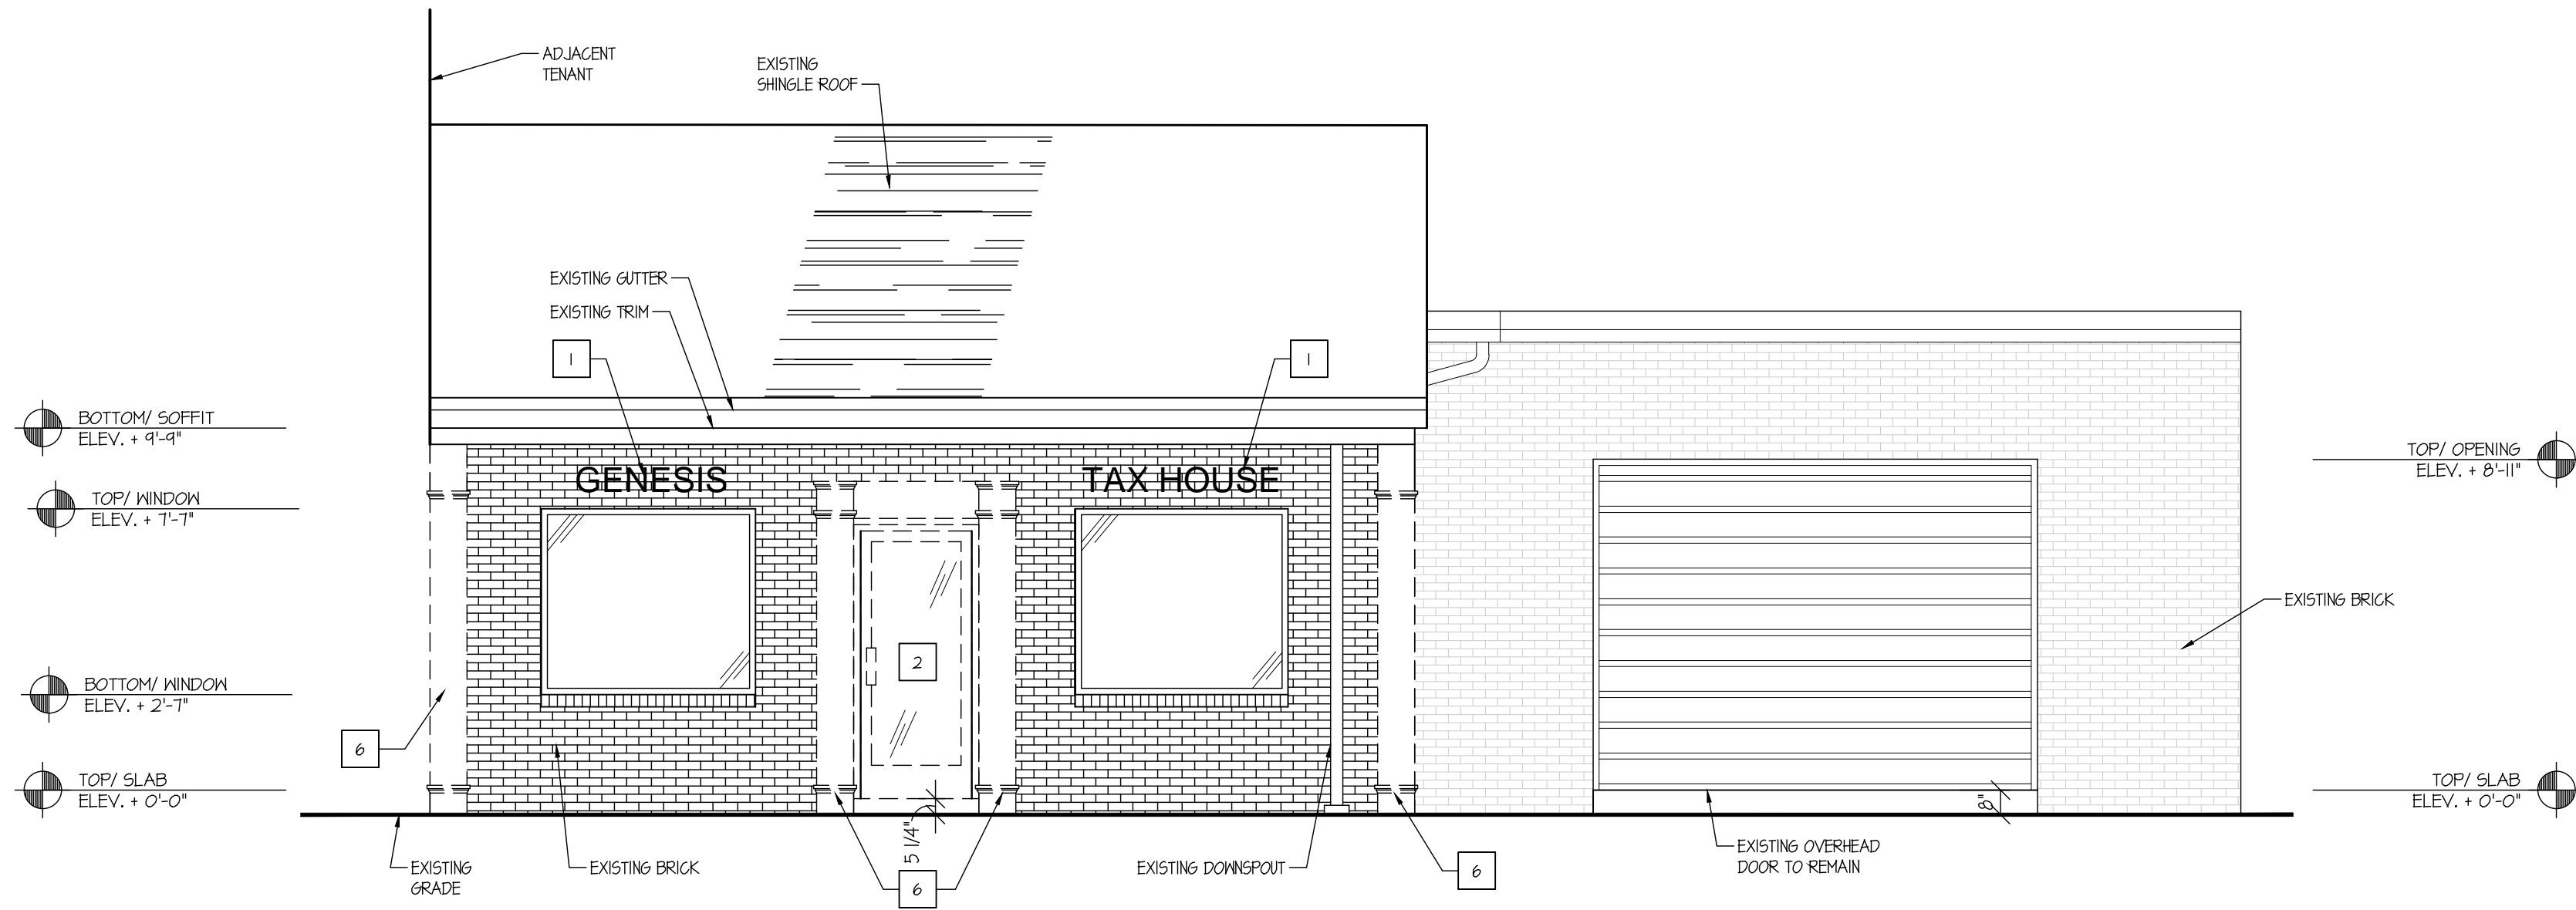 ADJACENT
TENANT
EXISTING
SHINGLE ROOF
EXISTING GUTTER
EXISTING TRIM
1
1
BOTTOM/ SOFFIT
ELEV. + 9'-9"
TOP/ WINDOW
ELEV. + 7'-7"
BOTTOM/ WINDOW
ELEV. + 2'-7"
TOP/ SLAB
ELEV. + 0'-0"
GENESIS
TAX HOUSE
2
6
TOP/ OPENING
ELEV. + 8'-11"
EXISTING BRICK
TOP/ SLAB
ELEV. + 0'-0"
8"
5 1/4"
EXISTING
GRADE
EXISTING BRICK
6
EXISTING DOWNSPOUT
6
EXISTING OVERHEAD
DOOR TO REMAIN